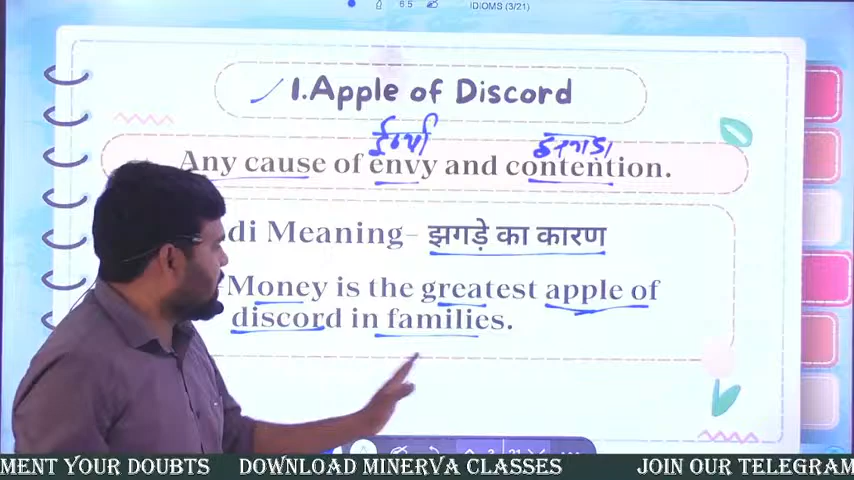 65 IDIOMS (3/21)
1.Apple of Discord
ईर्ष्या झगड़ा
Any cause of envy and contention.
di Meaning- झगड़े का कारण
Money is the greatest apple of
discord in families.
MENT YOUR DOUBTS DOWNLOAD MINERVA CLASSES JOIN OUR TELEGRAM